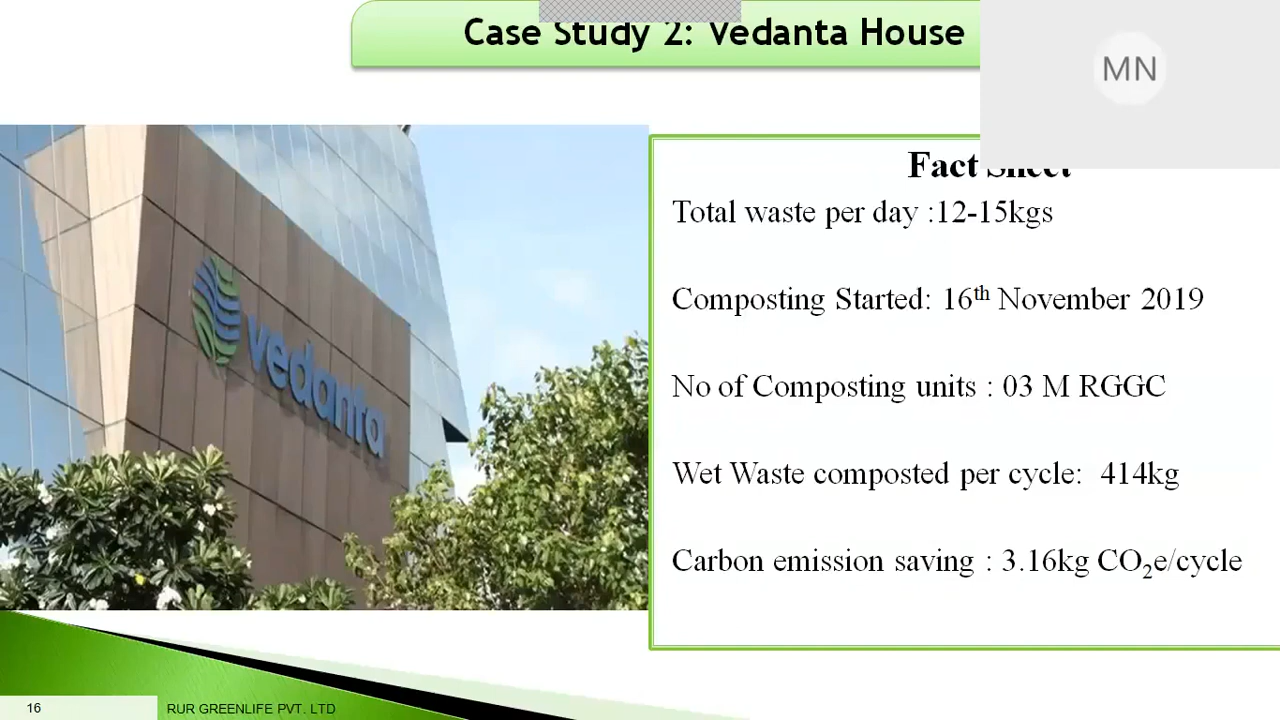 Case Study 2: Vedanta House
MN
Fact Sheet
Total waste per day :12-15kgs
Composting Started: 16th November 2019
No of Composting units : 03 M RGGC
Wet Waste composted per cycle:  414kg
Carbon emission saving : 3.16kg CO2e/cycle
vedanta
16
RUR GREENLIFE PVT. LTD